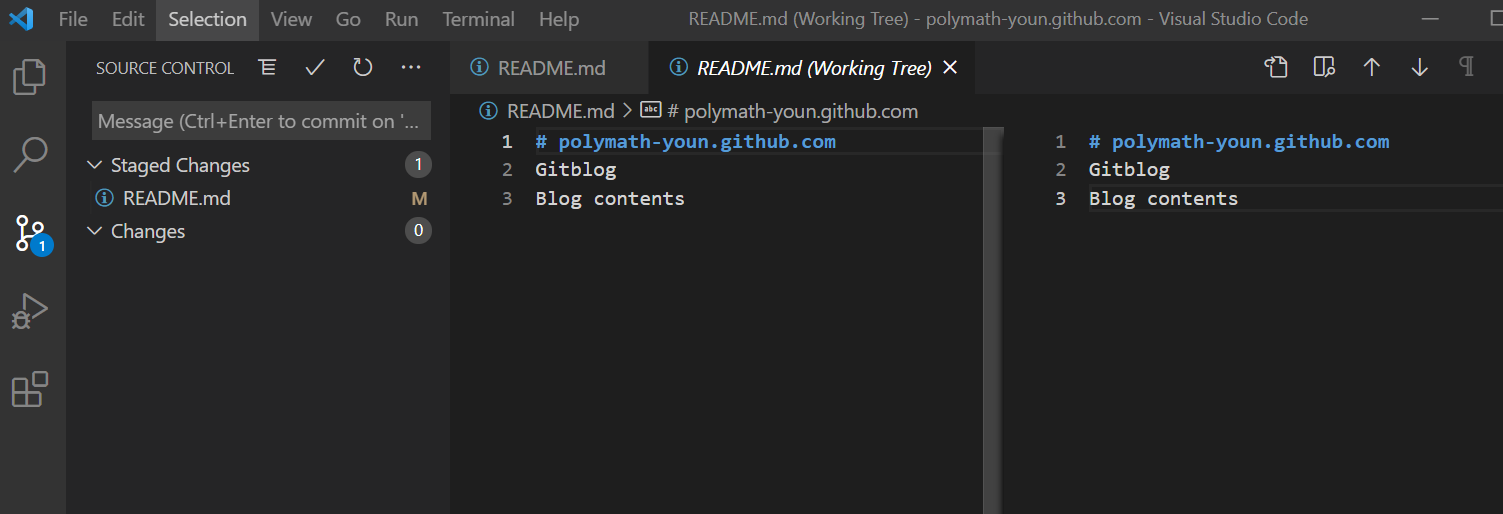 File Edit Selection View Go Run Terminal Help README.md (Working Tree) - polymath-youn.github.com - Visual Studio Code
SOURCE CONTROL
README.md README.md (Working Tree)
README.md > # polymath-youn.github.com
Message (Ctrl+Enter to commit on '...
Staged Changes 1
README.md M
Changes 0
1
1 # polymath-youn.github.com
2 Gitblog
3 Blog contents
1 # polymath-youn.github.com
2 Gitblog
3 Blog contents